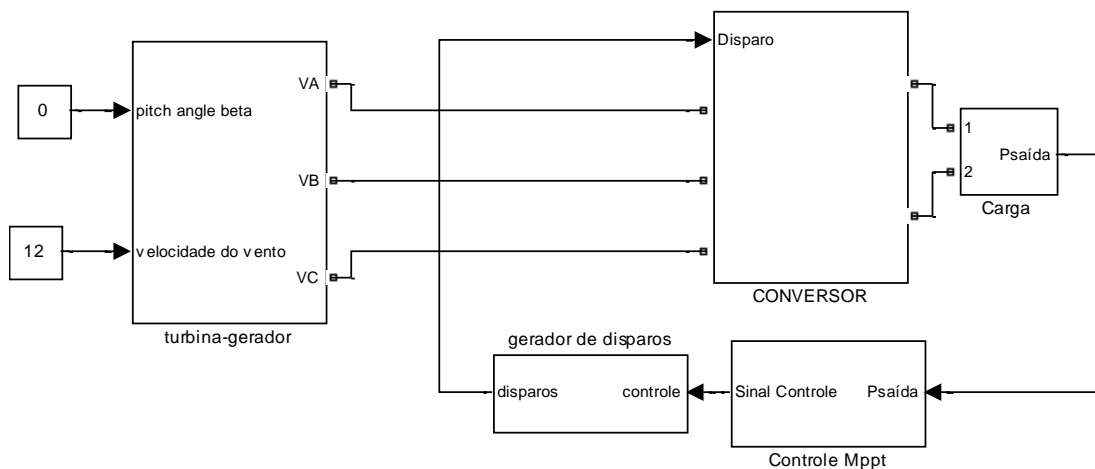 Disparo
VA
0
pitch angle beta
1
Psaída
VB
2
Carga
12
velocidade do vento
VC
CONVERSOR
turbina-gerador
gerador de disparos
disparos
controle
Sinal Controle
Psaída
Controle Mppt